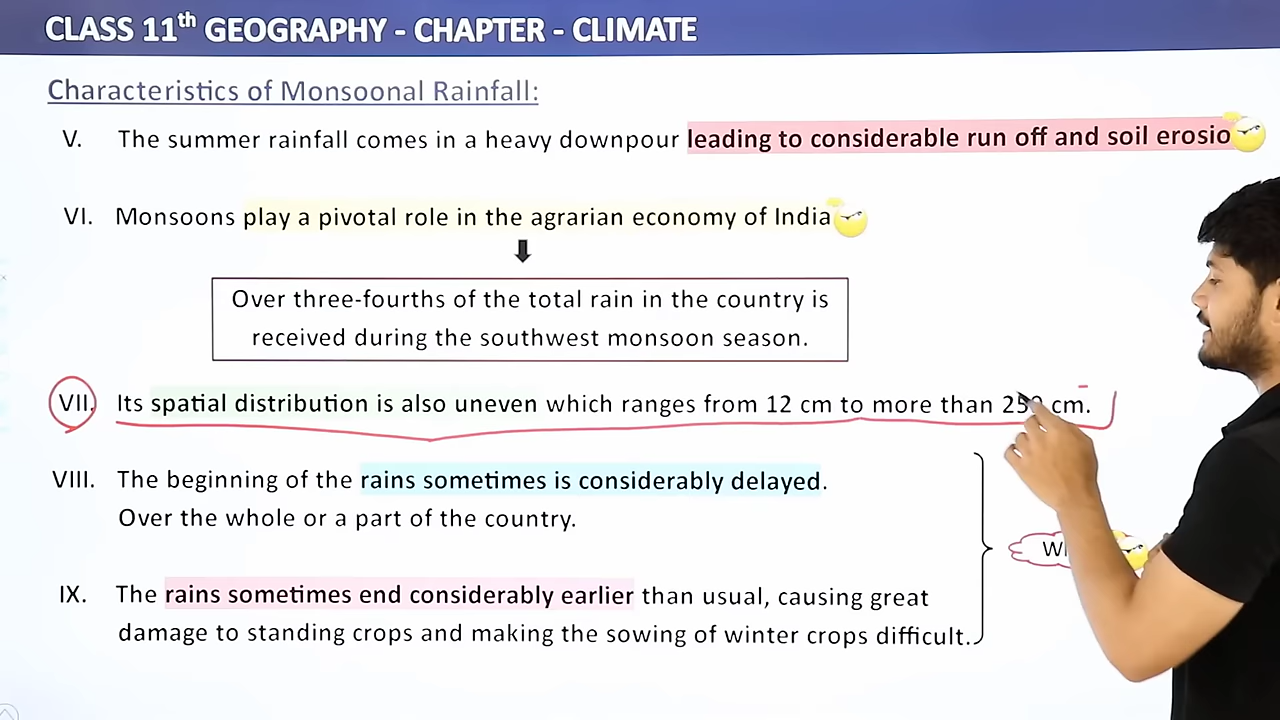 CLASS 11th GEOGRAPHY - CHAPTER - CLIMATE
Characteristics of Monsoonal Rainfall:
V. The summer rainfall comes in a heavy downpour leading to considerable run off and soil erosio
VI. Monsoons play a pivotal role in the agrarian economy of India
Over three-fourths of the total rain in the country is
received during the southwest monsoon season.
VII. Its spatial distribution is also uneven which ranges from 12 cm to more than 250 cm.
VIII. The beginning of the rains sometimes is considerably delayed.
Over the whole or a part of the country.
IX. The rains sometimes end considerably earlier than usual, causing great
damage to standing crops and making the sowing of winter crops difficult.